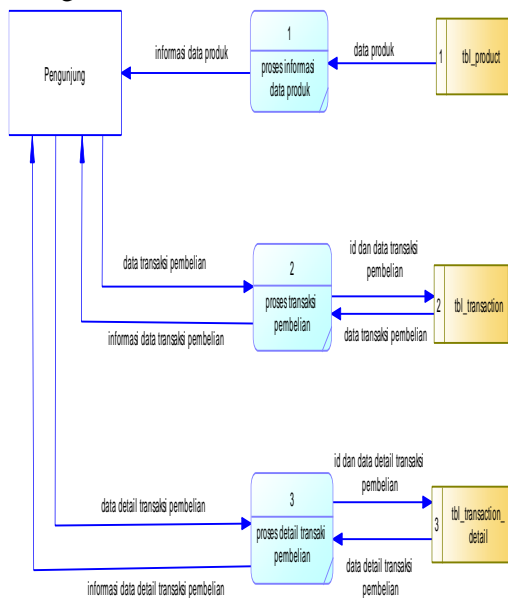 Pengunjung
informasi data produk
1
proses informasi
data produk
data produk
1
tbl_product
data transaksi pembelian
informasi data transaksi pembelian
2
proses transaksi
pembelian
id dan data transaksi
pembelian
data transaksi pembelian
2
tbl_transaction
data detail transaksi pembelian
informasi data detail transaksi pembelian
3
proses detail transaki
pembelian
id dan data detail transaksi
pembelian
data detail transaksi
pembelian
3
tbl_transaction_
detail